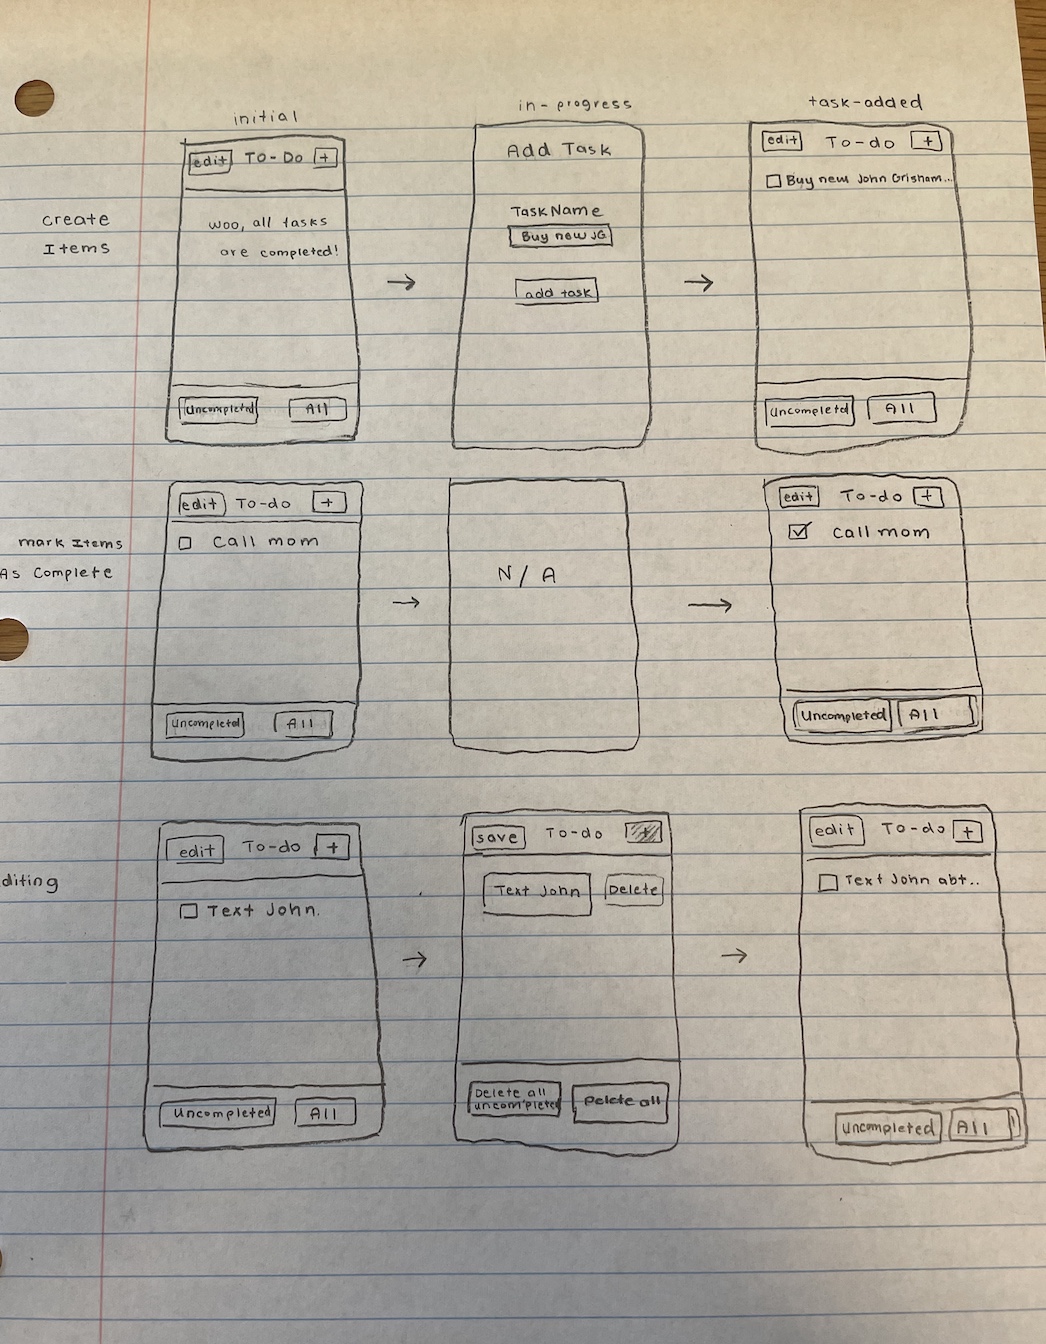 initial
in-progress
task-added
create
Items
edit To-Do +
woo, all tasks
are completed!
Uncompleted All
Add Task
Task Name
Buy new JG
add task
edit To-do +
Buy new John Grisham...
Uncompleted All
mark Items
As Complete
edit To-do +
Call mom
Uncompleted All
N/A
edit To-do +
Call mom
Uncompleted All
diting
edit To-do +
Text John.
Uncompleted All
save To-do +
Text John Delete
Delete all
uncompleted
Delete all
edit To-do +
Text John abt..
Uncompleted All